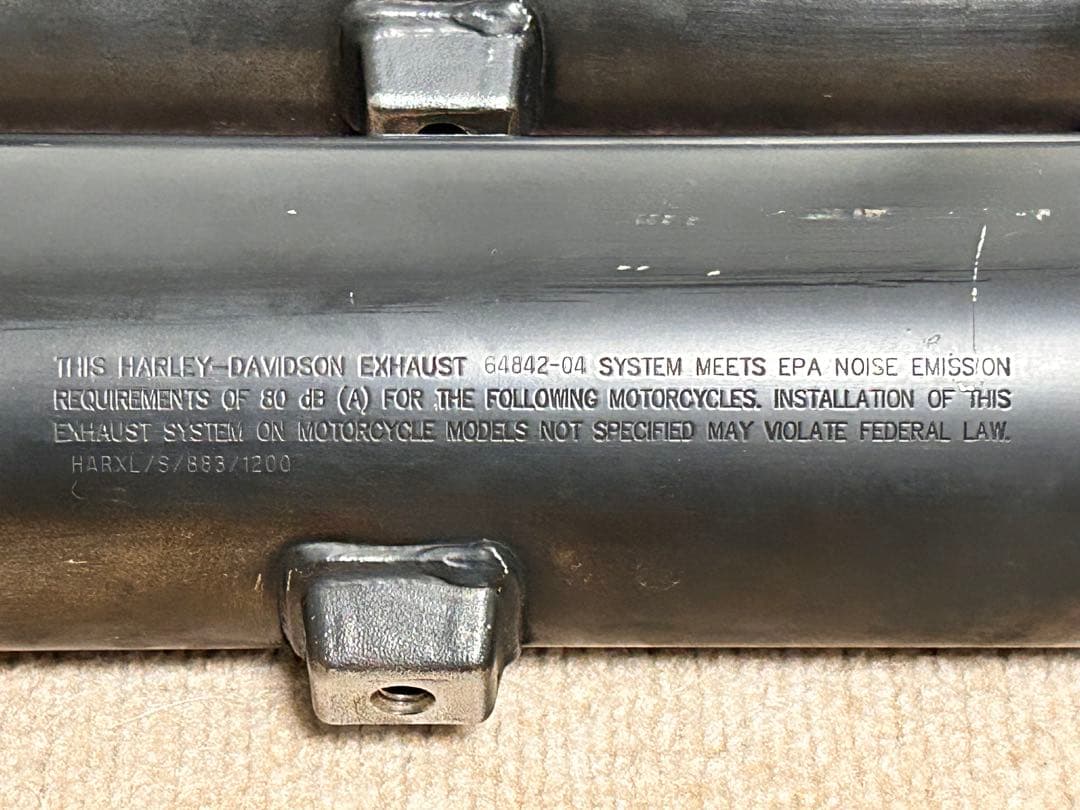 THIS HARLEY-DAVIDSON EXHAUST 64842-04 SYSTEM MEETS EPA NOISE EMISSION
REQUIREMENTS OF 80 dB (A) FOR THE FOLLOWING MOTORCYCLES. INSTALLATION OF THIS
EXHAUST SYSTEM ON MOTORCYCLE MODELS NOT SPECIFIED MAY VIOLATE FEDERAL LAW.
HARXL/S/883/1200